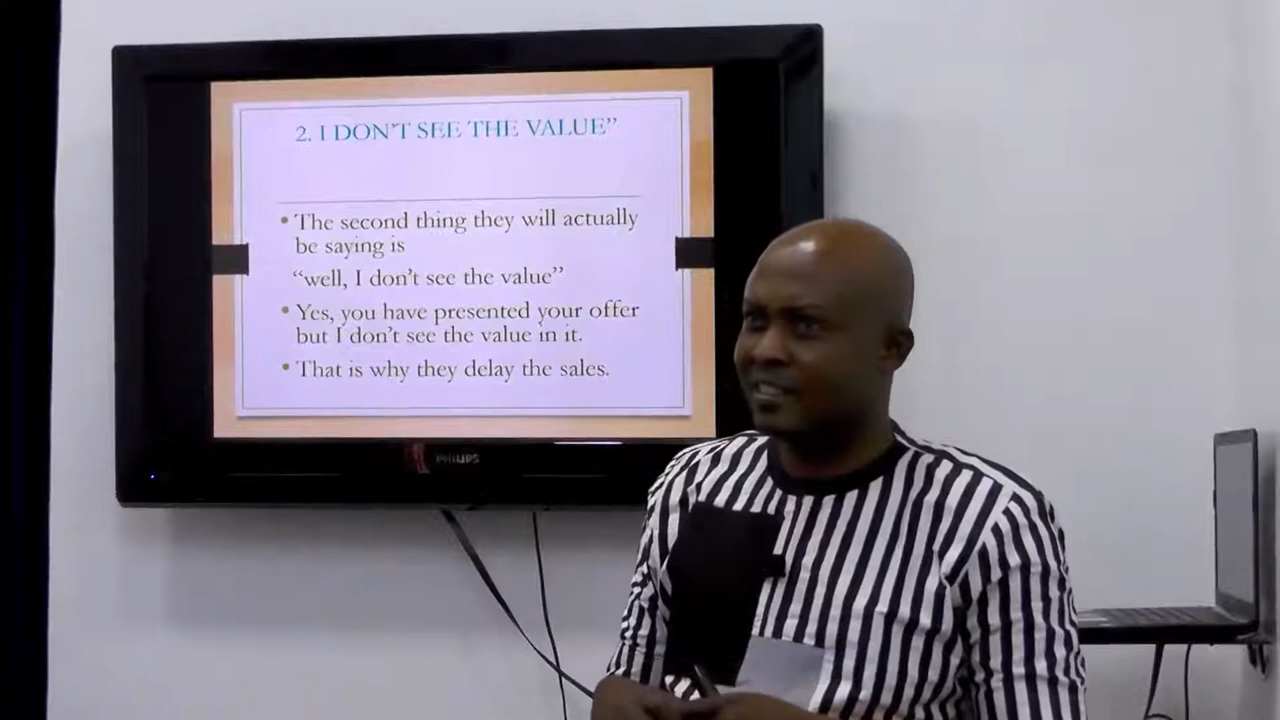 2. I DON'T SEE THE VALUE”
• The second thing they will actually
be saying is
“well, I don't see the value”
• Yes, you have presented your offer
but I don't see the value in it.
• That is why they delay the sales.
PHILIPS